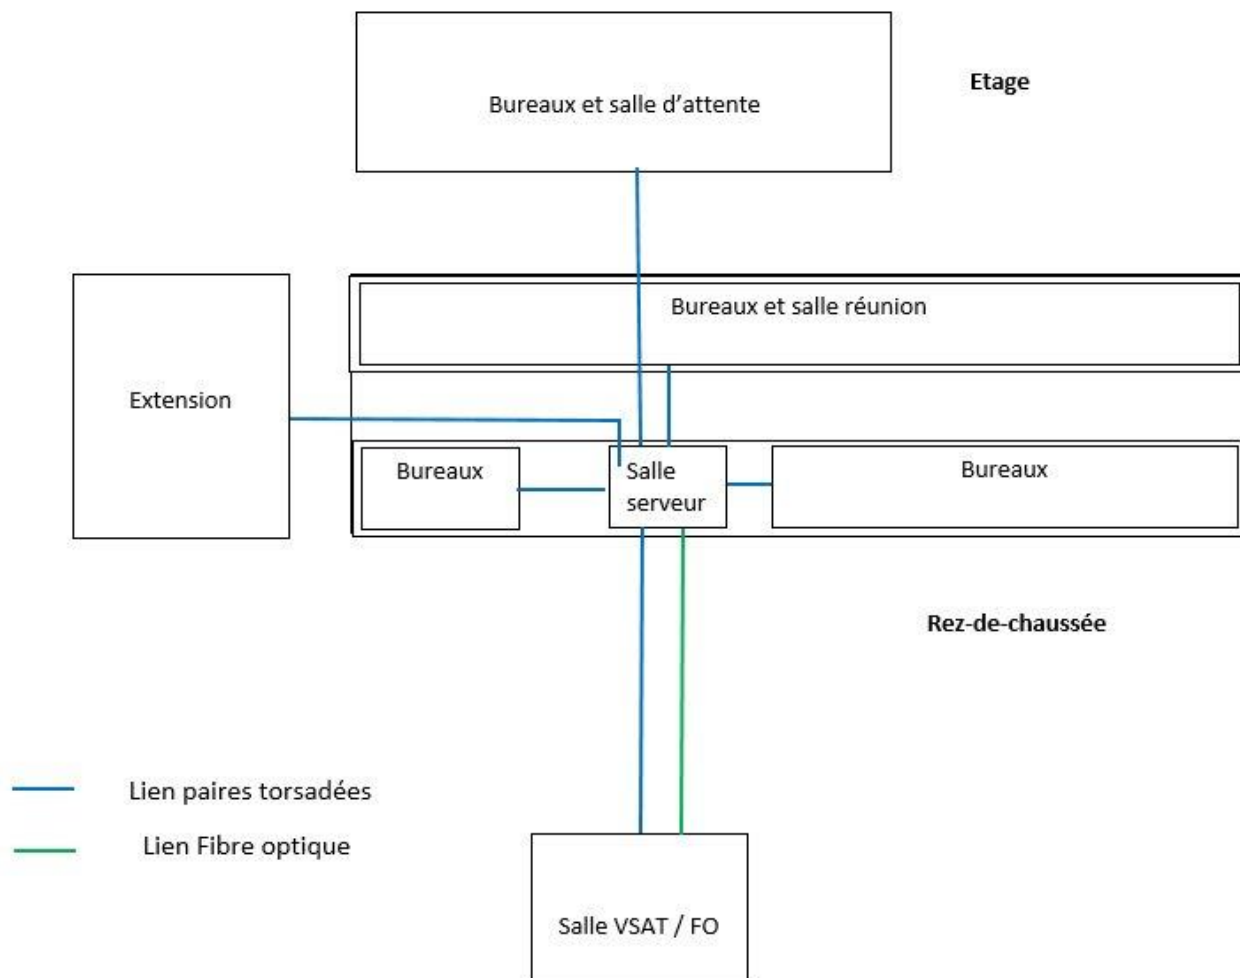 Etage
Bureaux et salle d’attente
Bureaux et salle réunion
Extension
Bureaux
Salle
serveur
Bureaux
Rez-de-chaussée
Lien paires torsadées
Lien Fibre optique
Salle VSAT / FO